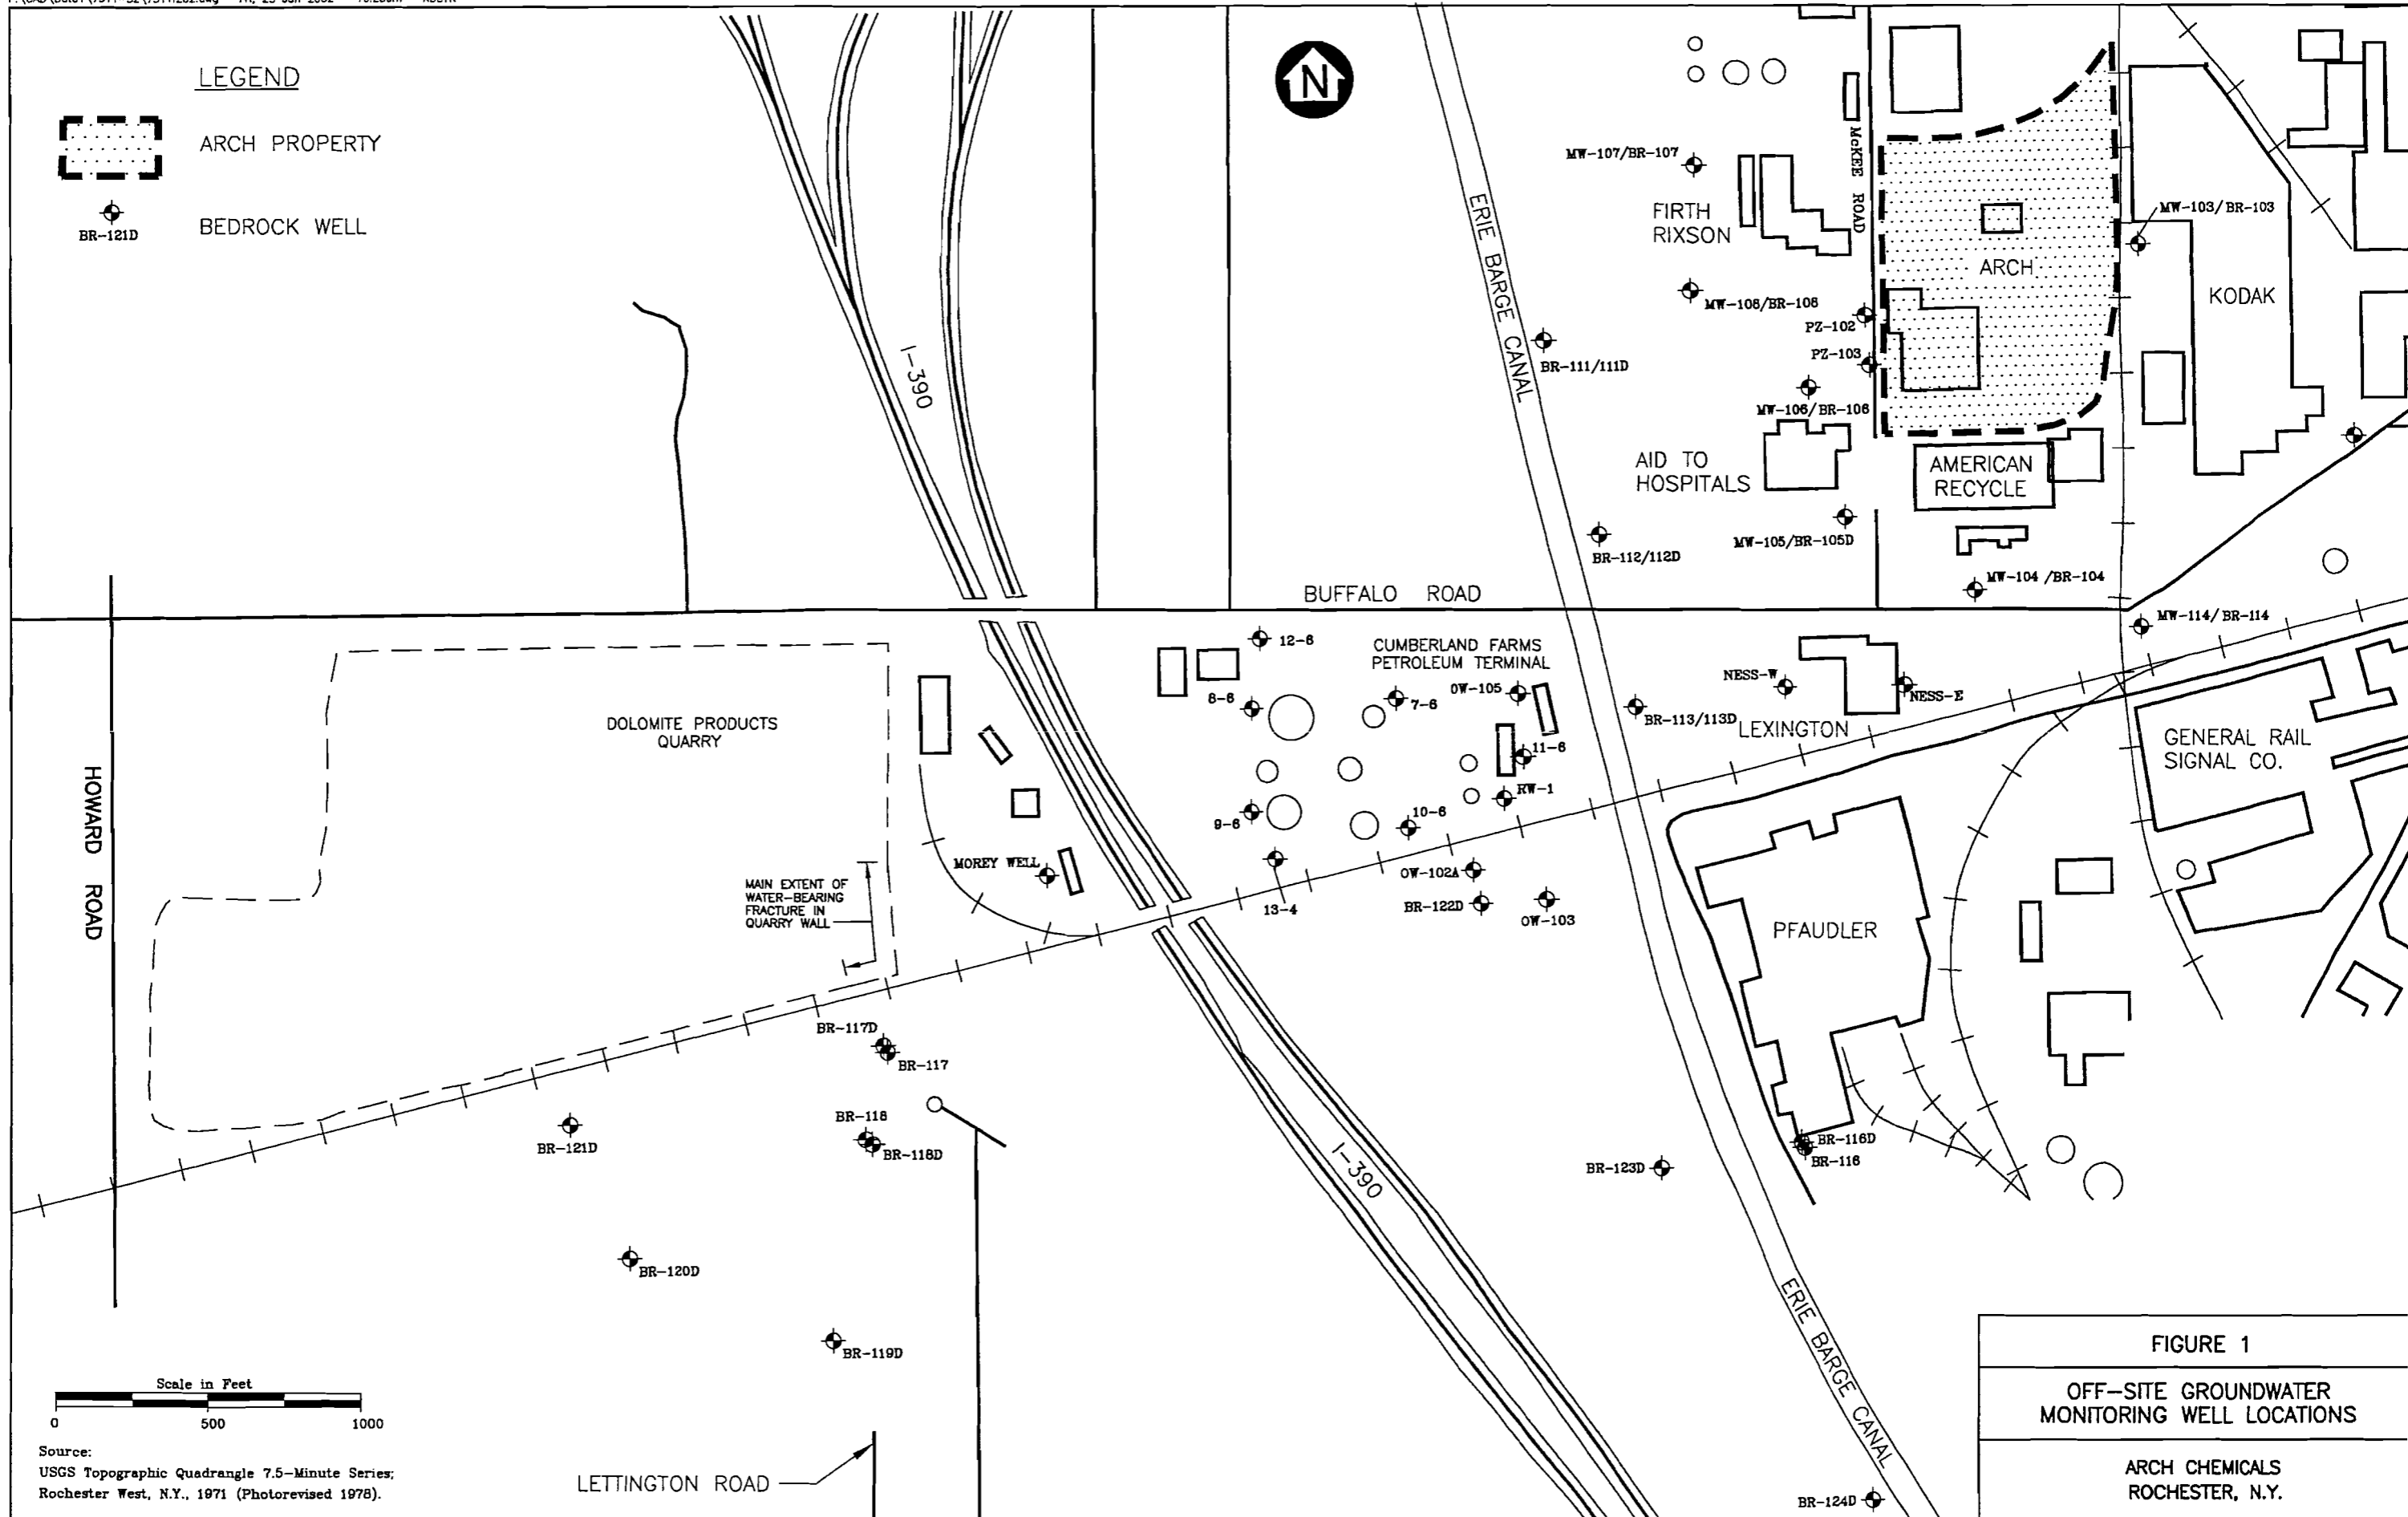 LEGEND
ARCH PROPERTY
BR-121D
BEDROCK WELL
N
I-390
ERIE BARGE CANAL
MW-107/BR-107
FIRTH
RIXSON
McKEE ROAD
MW-103/BR-103
ARCH
KODAK
MW-108/BR-108
PZ-102
PZ-103
BR-111/111D
MW-106/BR-106
AID TO
HOSPITALS
AMERICAN
RECYCLE
BR-112/112D
MW-105/BR-105D
MW-104 /BR-104
BUFFALO ROAD
MW-114/BR-114
12-6
CUMBERLAND FARMS
PETROLEUM TERMINAL
8-6
7-6
OW-105
NESS-W
NESS-E
BR-113/113D
LEXINGTON
DOLOMITE PRODUCTS
QUARRY
GENERAL RAIL
SIGNAL CO.
HOWARD ROAD
11-6
RW-1
9-6
10-6
MOREY WELL
MAIN EXTENT OF
WATER-BEARING
FRACTURE IN
QUARRY WALL
OW-102A
13-4
BR-122D
OW-103
PFAUDLER
BR-117D
BR-117
BR-118
BR-118D
BR-121D
BR-116D
BR-116
BR-123D
I-390
BR-120D
BR-119D
ERIE BARGE CANAL
Scale in Feet
0 500 1000
Source:
USGS Topographic Quadrangle 7.5-Minute Series;
Rochester West, N.Y., 1971 (Photorevised 1978).
LETTINGTON ROAD
BR-124D
FIGURE 1
OFF-SITE GROUNDWATER
MONITORING WELL LOCATIONS
ARCH CHEMICALS
ROCHESTER, N.Y.